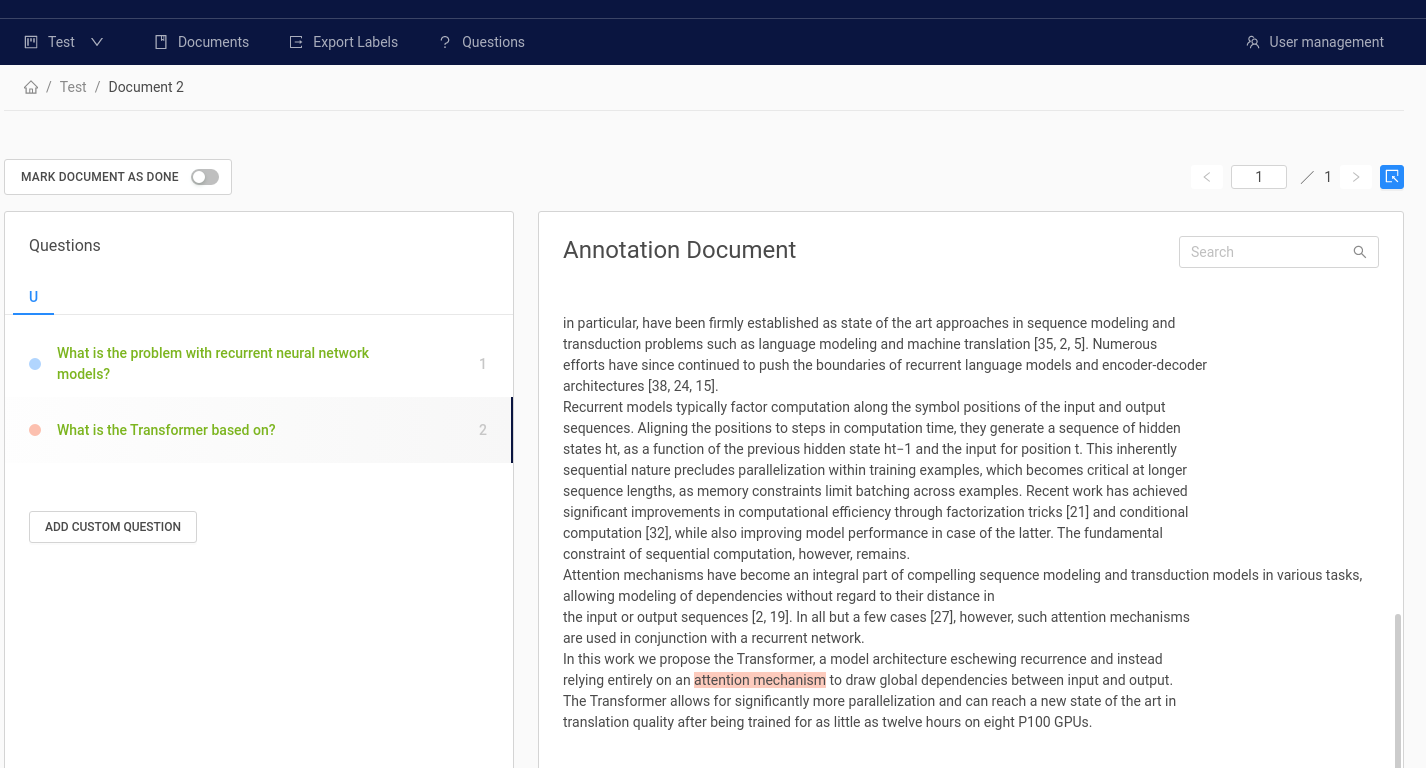 Test
Documents
Export Labels
Questions
User management
/ Test / Document 2
MARK DOCUMENT AS DONE
1 / 1
Questions
U
What is the problem with recurrent neural network
models?
1
What is the Transformer based on?
2
ADD CUSTOM QUESTION
Annotation Document
Search
in particular, have been firmly established as state of the art approaches in sequence modeling and
transduction problems such as language modeling and machine translation [35, 2, 5]. Numerous
efforts have since continued to push the boundaries of recurrent language models and encoder-decoder
architectures [38, 24, 15].
Recurrent models typically factor computation along the symbol positions of the input and output
sequences. Aligning the positions to steps in computation time, they generate a sequence of hidden
states ht, as a function of the previous hidden state ht−1 and the input for position t. This inherently
sequential nature precludes parallelization within training examples, which becomes critical at longer
sequence lengths, as memory constraints limit batching across examples. Recent work has achieved
significant improvements in computational efficiency through factorization tricks [21] and conditional
computation [32], while also improving model performance in case of the latter. The fundamental
constraint of sequential computation, however, remains.
Attention mechanisms have become an integral part of compelling sequence modeling and transduction models in various tasks,
allowing modeling of dependencies without regard to their distance in
the input or output sequences [2, 19]. In all but a few cases [27], however, such attention mechanisms
are used in conjunction with a recurrent network.
In this work we propose the Transformer, a model architecture eschewing recurrence and instead
relying entirely on an attention mechanism to draw global dependencies between input and output.
The Transformer allows for significantly more parallelization and can reach a new state of the art in
translation quality after being trained for as little as twelve hours on eight P100 GPUs.